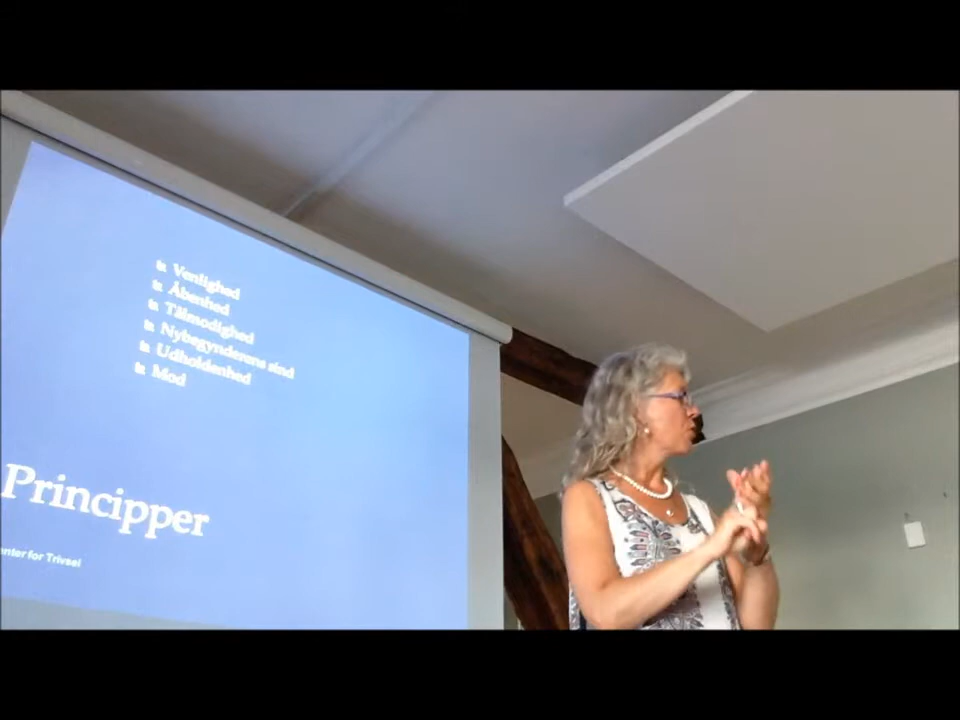 Venlighed
Åbenhed
Tålmodighed
Nybegynderens sind
Udholdenhed
Mod
Principper
enter for Trivsel